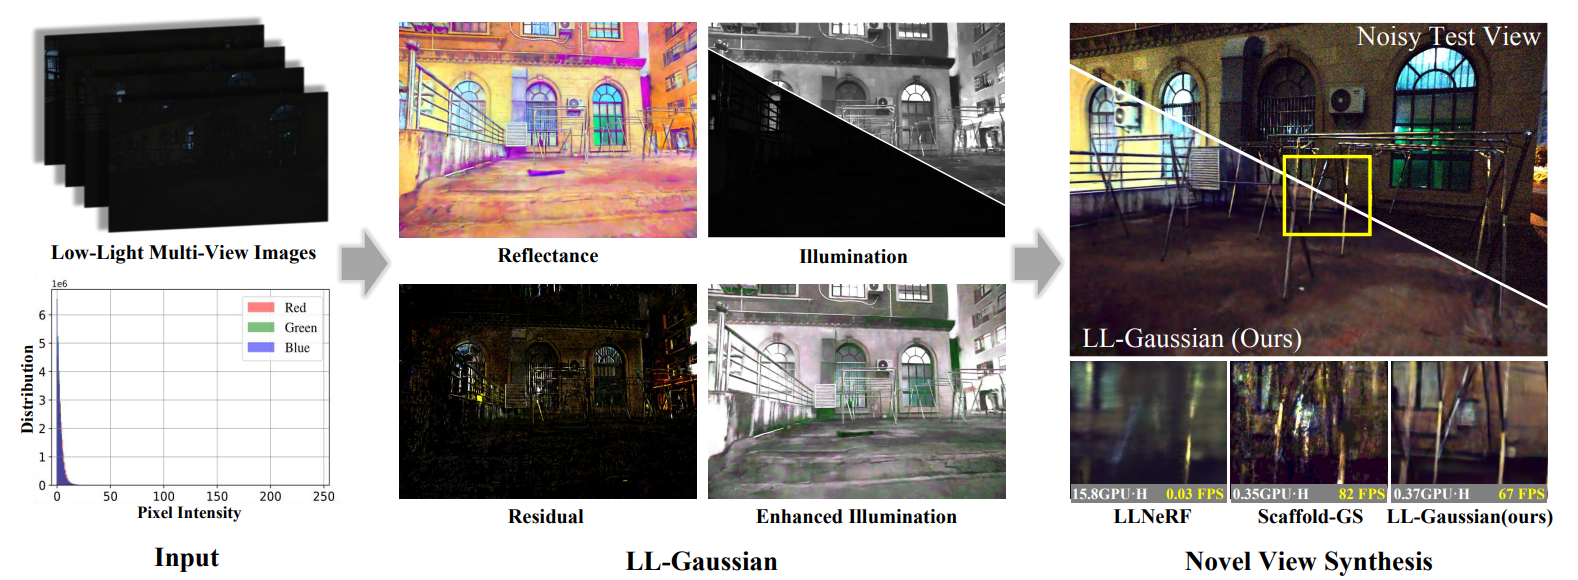 Low-Light Multi-View Images
1e6
6
5
4
3
2
1
0
Distribution
Red
Green
Blue
0 50 100 150 200 250
Pixel Intensity
Input
Reflectance
Illumination
Residual
Enhanced Illumination
LL-Gaussian
Noisy Test View
LL-Gaussian (Ours)
15.8GPU·H 0.03 FPS
0.35GPU·H 82 FPS
0.37GPU·H 67 FPS
LLNeRF
Scaffold-GS
LL-Gaussian(ours)
Novel View Synthesis